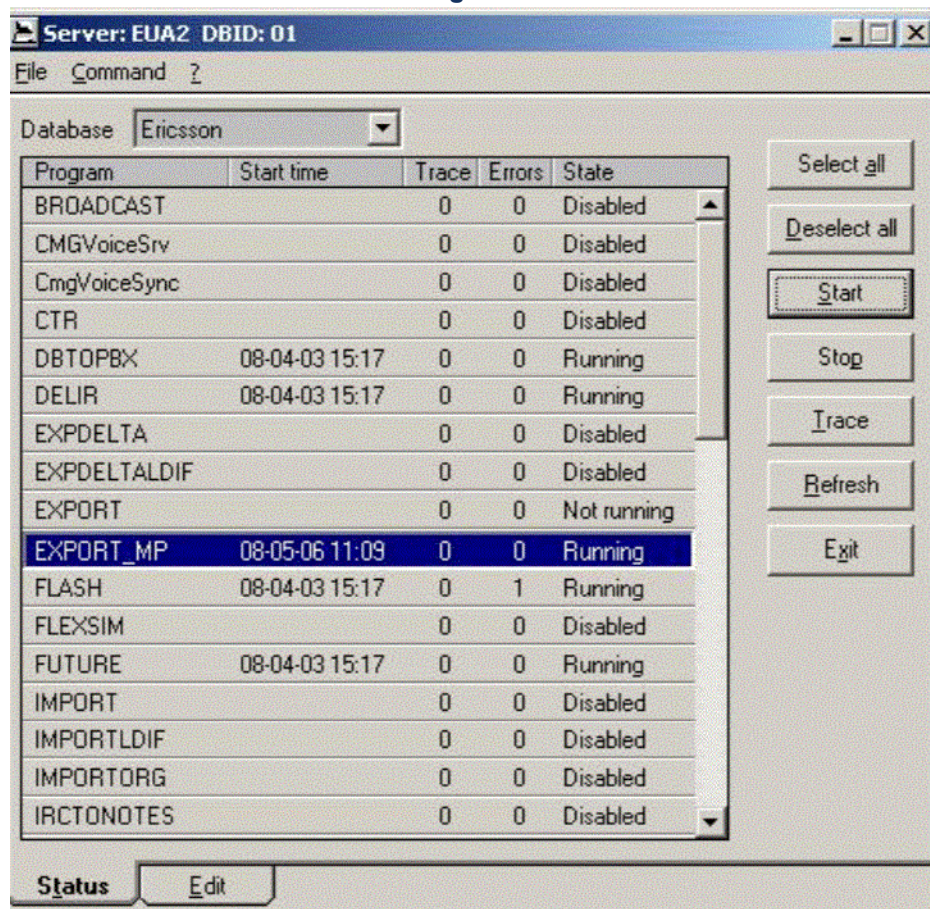 Server: EUA2 DBID: 01
File Command ?
Database Ericsson
Program Start time Trace Errors State
BROADCAST 0 0 Disabled
CMGVoiceSrv 0 0 Disabled
CmgVoiceSync 0 0 Disabled
CTR 0 0 Disabled
DBTOPBX 08-04-03 15:17 0 0 Running
DELIR 08-04-03 15:17 0 0 Running
EXPDELTA 0 0 Disabled
EXPDELTALDIF 0 0 Disabled
EXPORT 0 0 Not running
EXPORT_MP 08-05-06 11:09 0 0 Running
FLASH 08-04-03 15:17 0 1 Running
FLEXSIM 0 0 Disabled
FUTURE 08-04-03 15:17 0 0 Running
IMPORT 0 0 Disabled
IMPORTLDIF 0 0 Disabled
IMPORTORG 0 0 Disabled
IRCTONOTES 0 0 Disabled
Select all
Deselect all
Start
Stop
Trace
Refresh
Exit
Status Edit